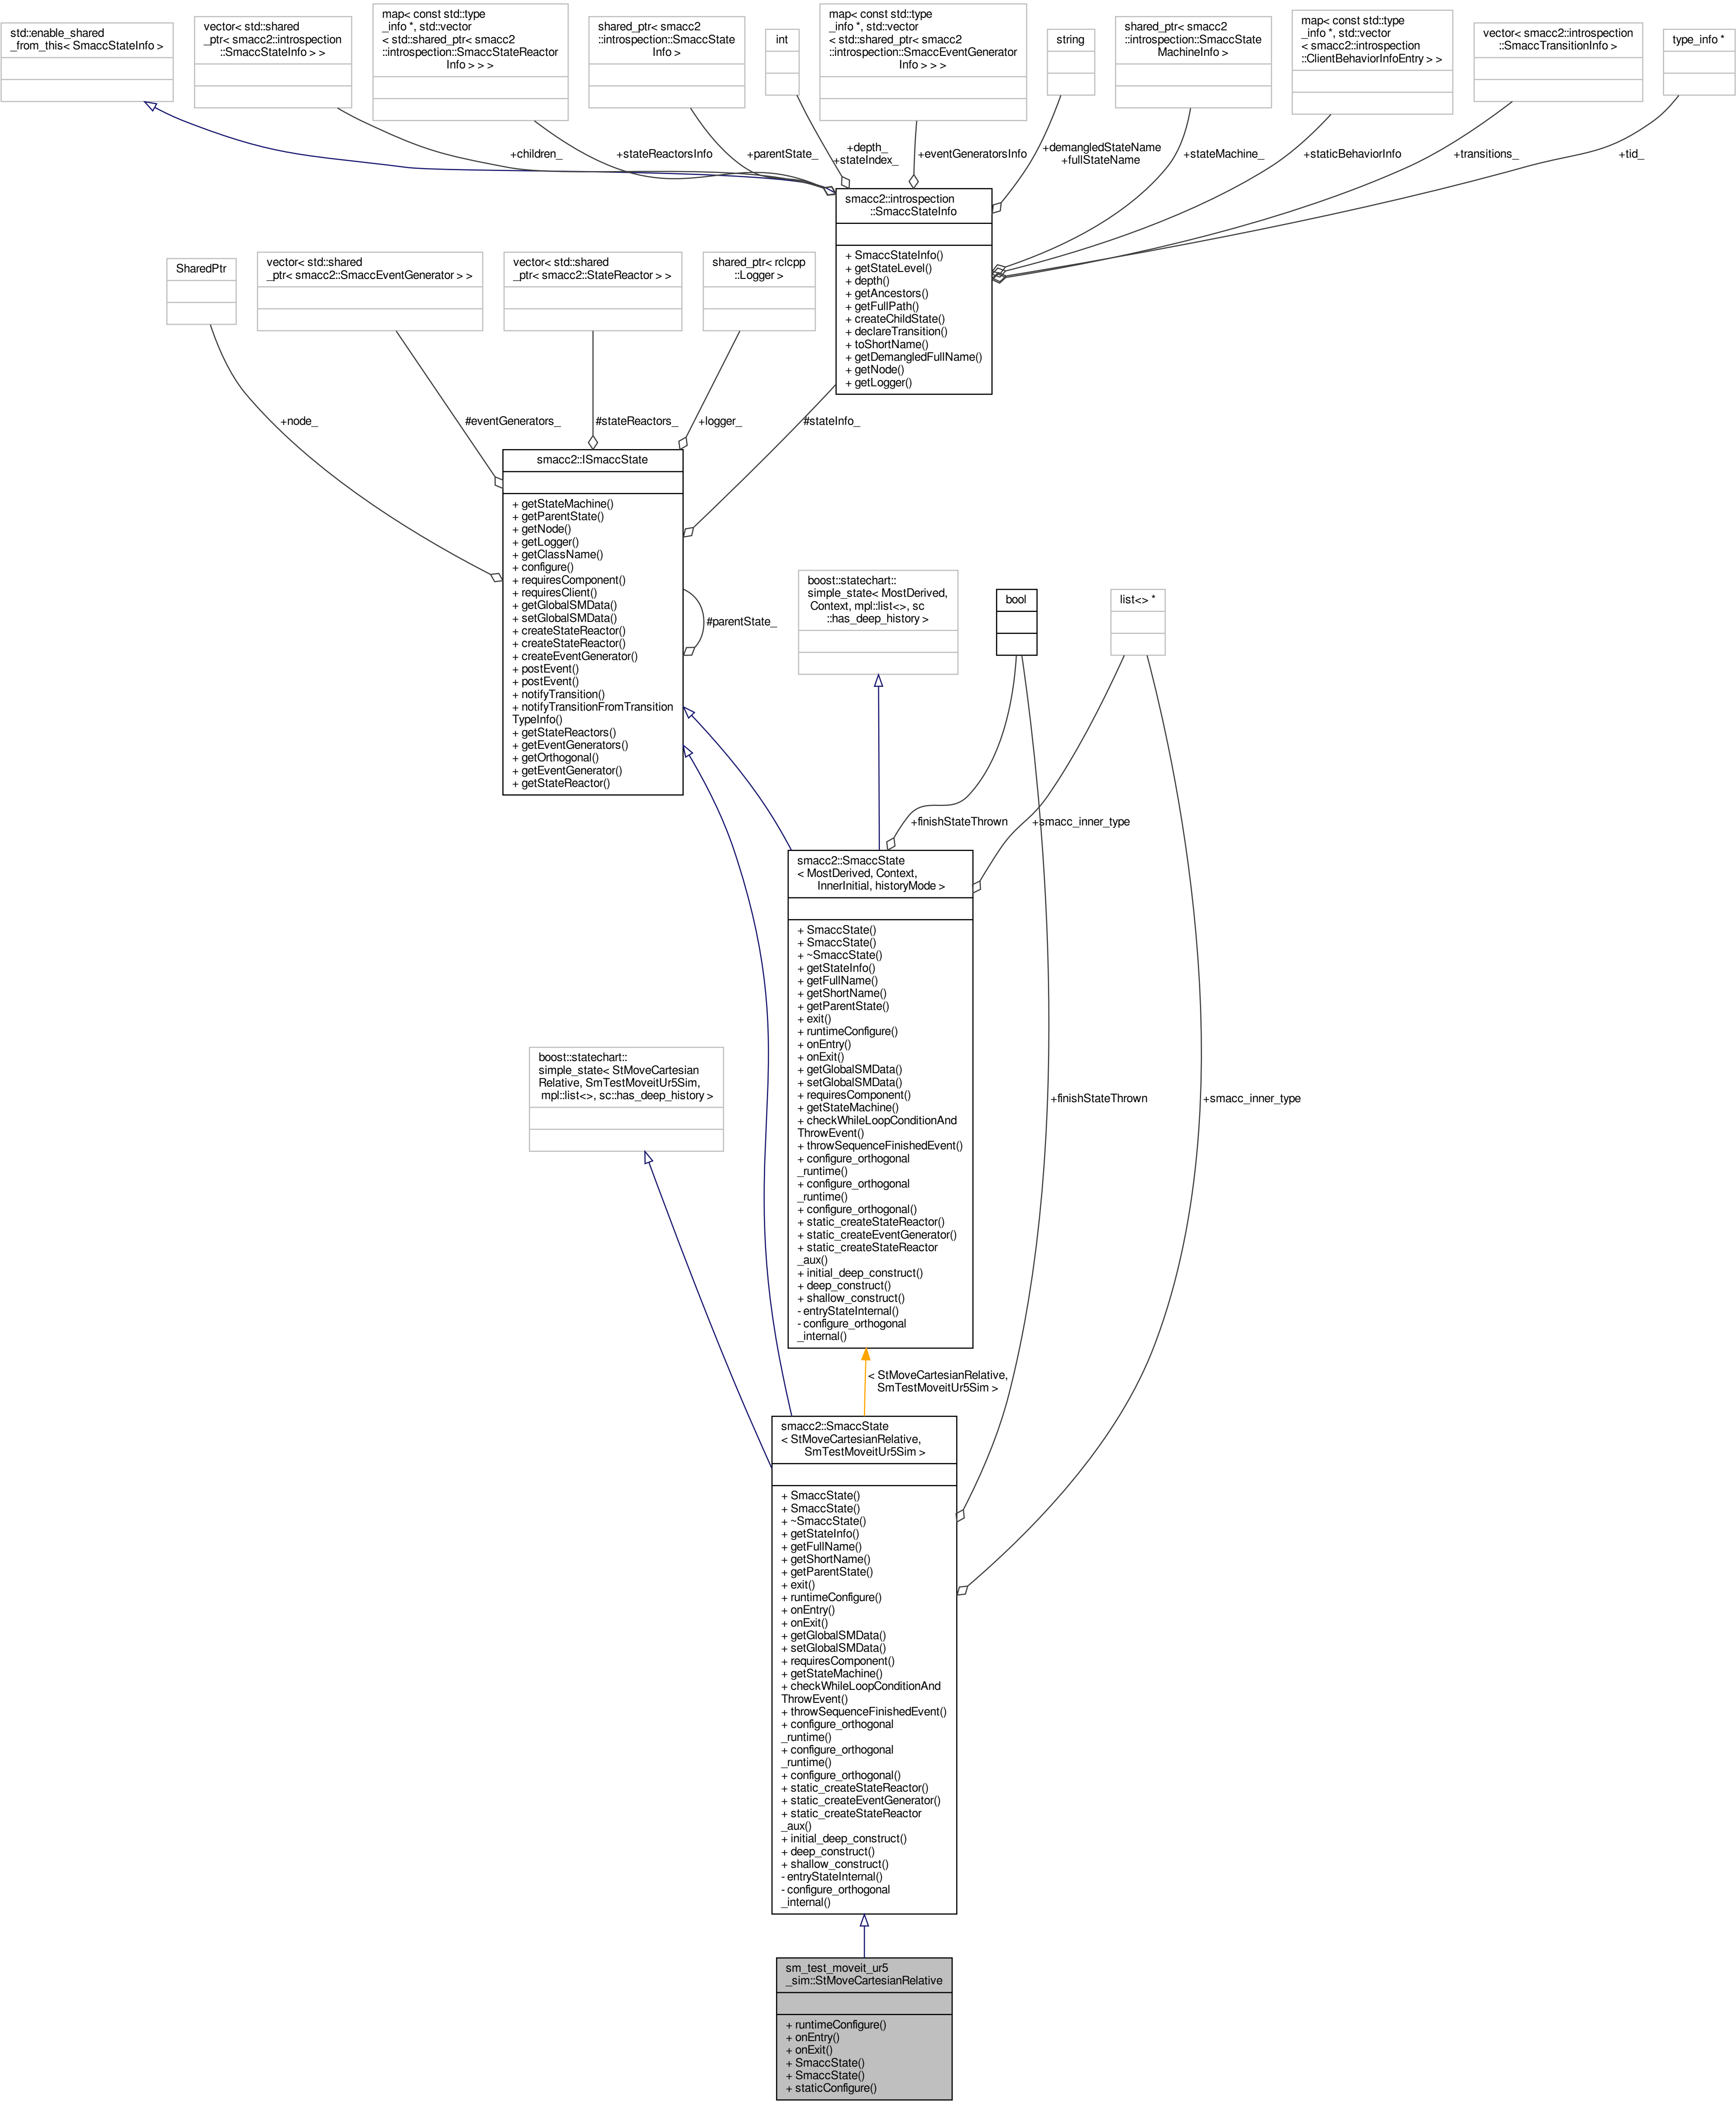 std::enable_shared
_from_this< SmaccStateInfo >
vector< std::shared
_ptr< smacc2::introspection
::SmaccStateInfo > >
map< const std::type
_info *, std::vector
< std::shared_ptr< smacc2
::introspection::SmaccStateReactor
Info > > >
shared_ptr< smacc2
::introspection::SmaccState
Info >
int
map< const std::type
_info *, std::vector
< std::shared_ptr< smacc2
::introspection::SmaccEventGenerator
Info > > >
string
shared_ptr< smacc2
::introspection::SmaccState
MachineInfo >
map< const std::type
_info *, std::vector
< smacc2::introspection
::ClientBehaviorInfoEntry > >
vector< smacc2::introspection
::SmaccTransitionInfo >
type_info *
+children_
+stateReactorsInfo
+parentState_
+depth_
+stateIndex_
+eventGeneratorsInfo
+demangledStateName
+fullStateName
+stateMachine_
+staticBehaviorInfo
+transitions_
+tid_
smacc2::introspection
::SmaccStateInfo
+ SmaccStateInfo()
+ getStateLevel()
+ depth()
+ getAncestors()
+ getFullPath()
+ createChildState()
+ declareTransition()
+ toShortName()
+ getDemangledFullName()
+ getNode()
+ getLogger()
SharedPtr
vector< std::shared
_ptr< smacc2::SmaccEventGenerator > >
vector< std::shared
_ptr< smacc2::StateReactor > >
shared_ptr< rclcpp
::Logger >
+node_
#eventGenerators_
#stateReactors_
+logger_
#stateInfo_
smacc2::ISmaccState
+ getStateMachine()
+ getParentState()
+ getNode()
+ getLogger()
+ getClassName()
+ configure()
+ requiresComponent()
+ requiresClient()
+ getGlobalSMData()
+ setGlobalSMData()
+ createStateReactor()
+ createStateReactor()
+ createEventGenerator()
+ postEvent()
+ postEvent()
+ notifyTransition()
+ notifyTransitionFromTransition
TypeInfo()
+ getStateReactors()
+ getEventGenerators()
+ getOrthogonal()
+ getEventGenerator()
+ getStateReactor()
#parentState_
boost::statechart::
simple_state< MostDerived,
Context, mpl::list<>, sc
::has_deep_history >
bool
list<> *
+finishStateThrown
+smacc_inner_type
smacc2::SmaccState
< MostDerived, Context,
InnerInitial, historyMode >
+ SmaccState()
+ SmaccState()
+ ~SmaccState()
+ getStateInfo()
+ getFullName()
+ getShortName()
+ getParentState()
+ exit()
+ runtimeConfigure()
+ onEntry()
+ onExit()
+ getGlobalSMData()
+ setGlobalSMData()
+ requiresComponent()
+ getStateMachine()
+ checkWhileLoopConditionAnd
ThrowEvent()
+ throwSequenceFinishedEvent()
+ configure_orthogonal
_runtime()
+ configure_orthogonal
_runtime()
+ configure_orthogonal()
+ static_createStateReactor()
+ static_createEventGenerator()
+ static_createStateReactor
_aux()
+ initial_deep_construct()
+ deep_construct()
+ shallow_construct()
- entryStateInternal()
- configure_orthogonal
_internal()
boost::statechart::
simple_state< StMoveCartesian
Relative, SmTestMoveitUr5Sim,
mpl::list<>, sc::has_deep_history >
+finishStateThrown
+smacc_inner_type
< StMoveCartesianRelative,
SmTestMoveitUr5Sim >
smacc2::SmaccState
< StMoveCartesianRelative,
SmTestMoveitUr5Sim >
+ SmaccState()
+ SmaccState()
+ ~SmaccState()
+ getStateInfo()
+ getFullName()
+ getShortName()
+ getParentState()
+ exit()
+ runtimeConfigure()
+ onEntry()
+ onExit()
+ getGlobalSMData()
+ setGlobalSMData()
+ requiresComponent()
+ getStateMachine()
+ checkWhileLoopConditionAnd
ThrowEvent()
+ throwSequenceFinishedEvent()
+ configure_orthogonal
_runtime()
+ configure_orthogonal
_runtime()
+ configure_orthogonal()
+ static_createStateReactor()
+ static_createEventGenerator()
+ static_createStateReactor
_aux()
+ initial_deep_construct()
+ deep_construct()
+ shallow_construct()
- entryStateInternal()
- configure_orthogonal
_internal()
sm_test_moveit_ur5
_sim::StMoveCartesianRelative
+ runtimeConfigure()
+ onEntry()
+ onExit()
+ SmaccState()
+ SmaccState()
+ staticConfigure()